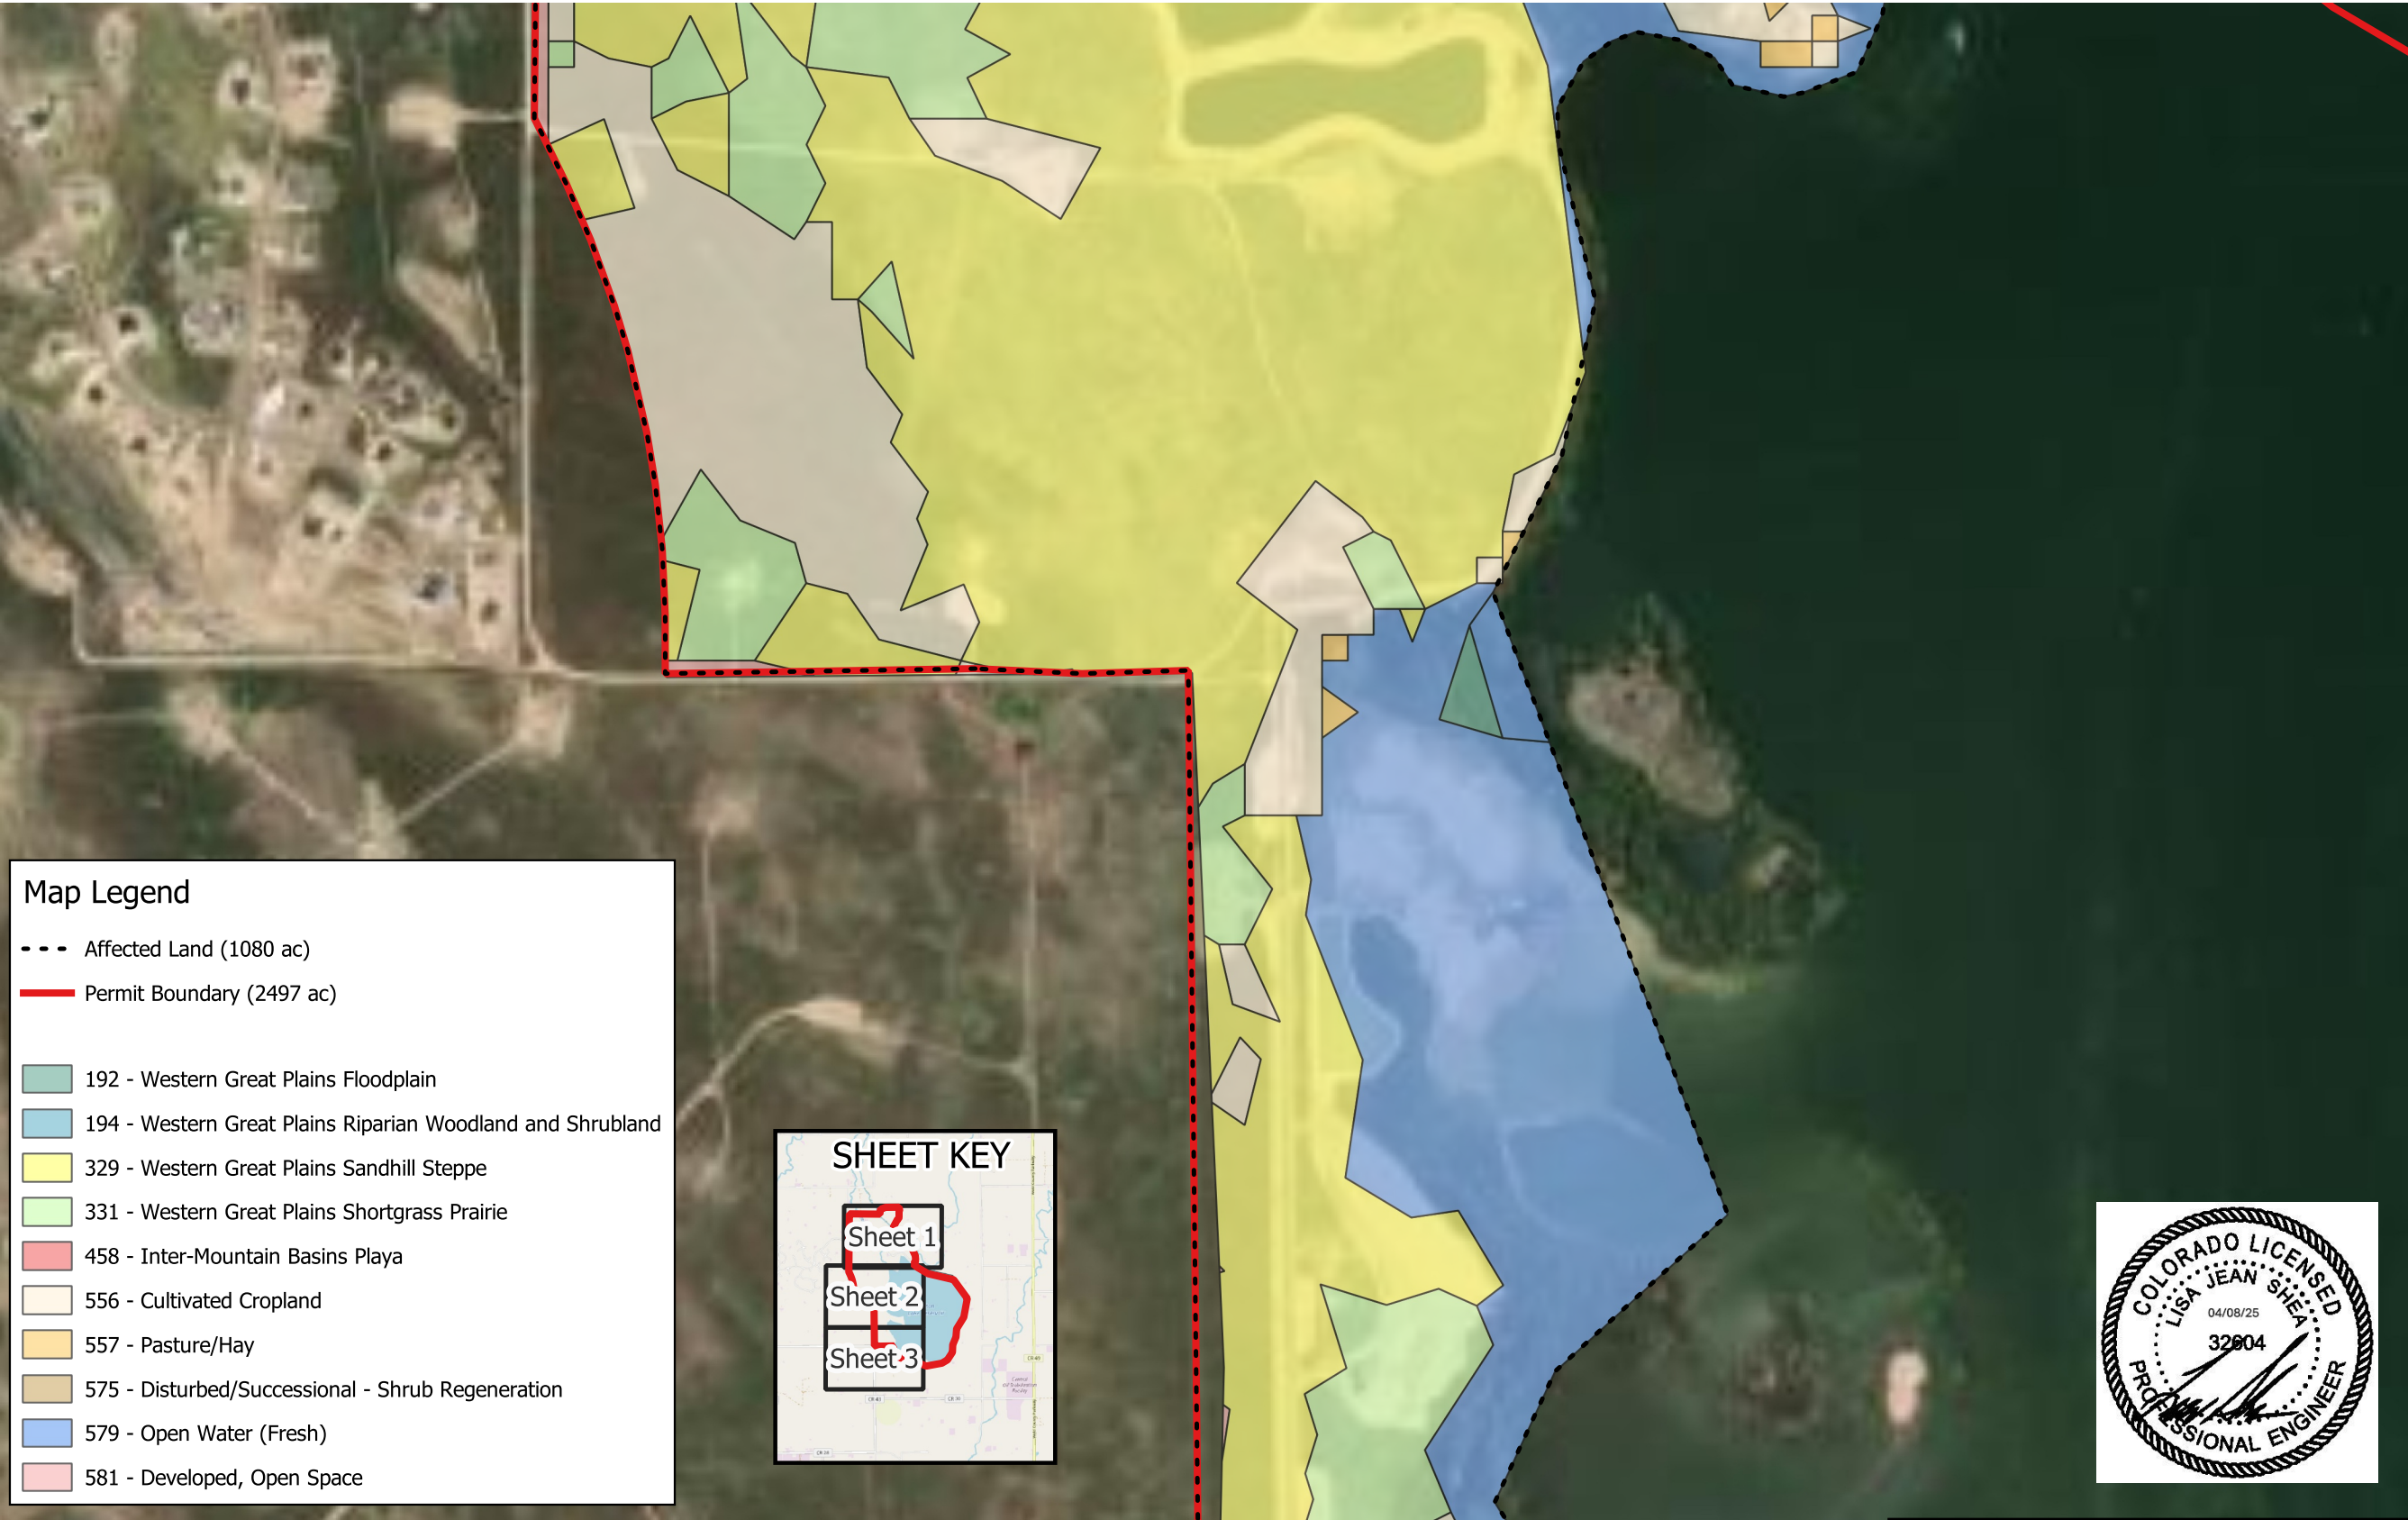 Map Legend
Affected Land (1080 ac)
Permit Boundary (2497 ac)
192 - Western Great Plains Floodplain
194 - Western Great Plains Riparian Woodland and Shrubland
329 - Western Great Plains Sandhill Steppe
331 - Western Great Plains Shortgrass Prairie
458 - Inter-Mountain Basins Playa
556 - Cultivated Cropland
557 - Pasture/Hay
575 - Disturbed/Successional - Shrub Regeneration
579 - Open Water (Fresh)
581 - Developed, Open Space
SHEET KEY
Sheet 1
Sheet 2
Sheet 3
COLORADO LICENSED
LISA JEAN SHEA
04/08/25
32604
PROFESSIONAL ENGINEER